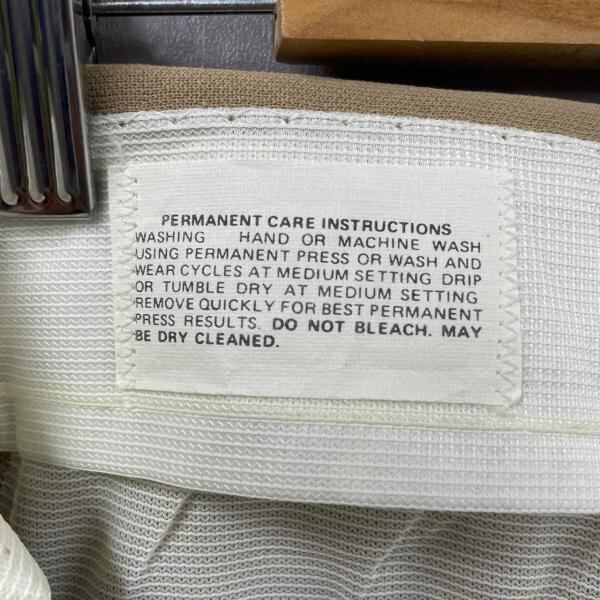 PERMANENT CARE INSTRUCTIONS
WASHING HAND OR MACHINE WASH
USING PERMANENT PRESS OR WASH AND
WEAR CYCLES AT MEDIUM SETTING DRIP
OR TUMBLE DRY AT MEDIUM SETTING
REMOVE QUICKLY FOR BEST PERMANENT
PRESS RESULTS. DO NOT BLEACH. MAY
BE DRY CLEANED.